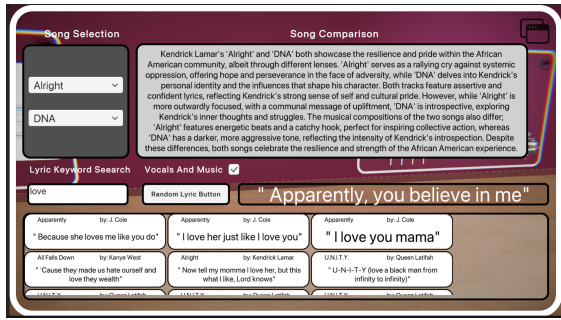 Song Selection
Song Comparison
Alright
DNA
Kendrick Lamar's 'Alright' and DNA' both showcase the resilience and pride within the African
American community, albeit through different lenses. 'Alright' serves as a rallying cry against systemic
oppression, offering hope and perseverance in the face of adversity, while 'DNA' delves into Kendrick's
personal identity and the influences that shape his character. Both tracks feature assertive and
confident lyrics, reflecting Kendrick's strong sense of self and cultural pride. However, while 'Alright' is
more outwardly focused, with a communal message of upliftment, 'DNA' is introspective, exploring
Kendrick's inner thoughts and struggles. The musical compositions of the two songs also differ;
'Alright' features energetic beats and a catchy hook, perfect for inspiring collective action, whereas
'DNA' has a darker, more aggressive tone, reflecting the intensity of Kendrick's introspection. Despite
these differences, both songs celebrate the resilience and strength of the African American experience.
Lyric Keyword Seearch
Vocals And Music
love
Random Lyric Button
" Apparently, you believe in me"
Apparently by: J. Cole
" Because she loves me like you do"
Apparently by: J. Cole
" I love her just like I love you"
Apparently by: J. Cole
" I love you mama"
All Falls Down by: Kanye West
" 'Cause they made us hate ourself and
love they wealth"
Alright by: Kendrick Lamar
" Now tell my momma I love her, but this
what I like, Lord knows"
U.N.I.T.Y. by: Queen Latifah
" U-N-I-T-Y (love a black man from
infinity to infinity)"
U.N.I.T.Y. by: Queen Latifah
U.N.I.T.Y. by: Queen Latifah
U.N.I.T.Y. by: Queen Latifah